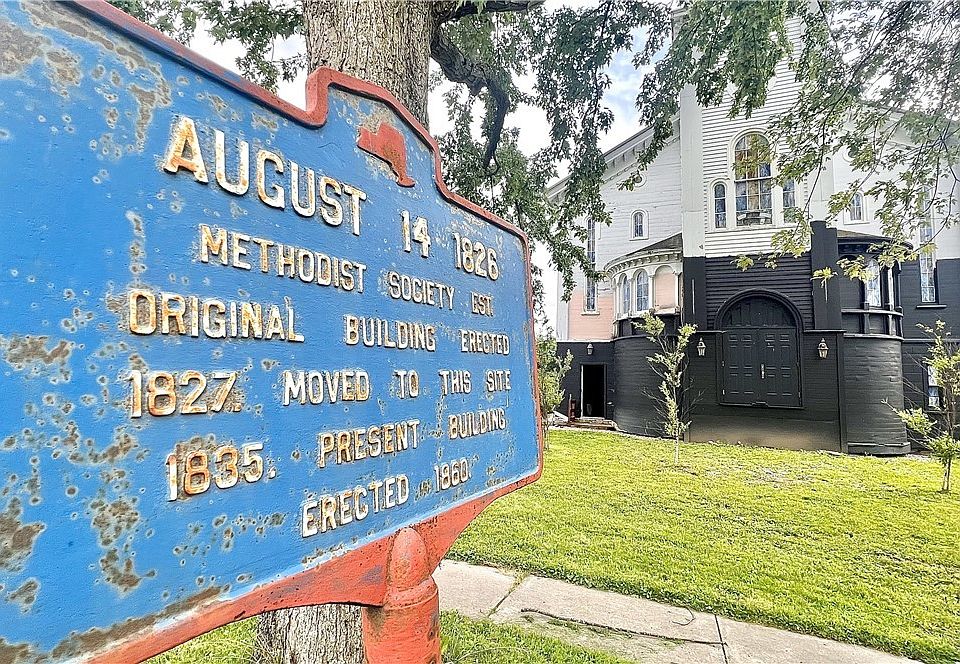 AUGUST 14 1826
METHODIST SOCIETY EST.
ORIGINAL BUILDING ERECTED
1827. MOVED TO THIS SITE
1835. PRESENT BUILDING
ERECTED 1860.